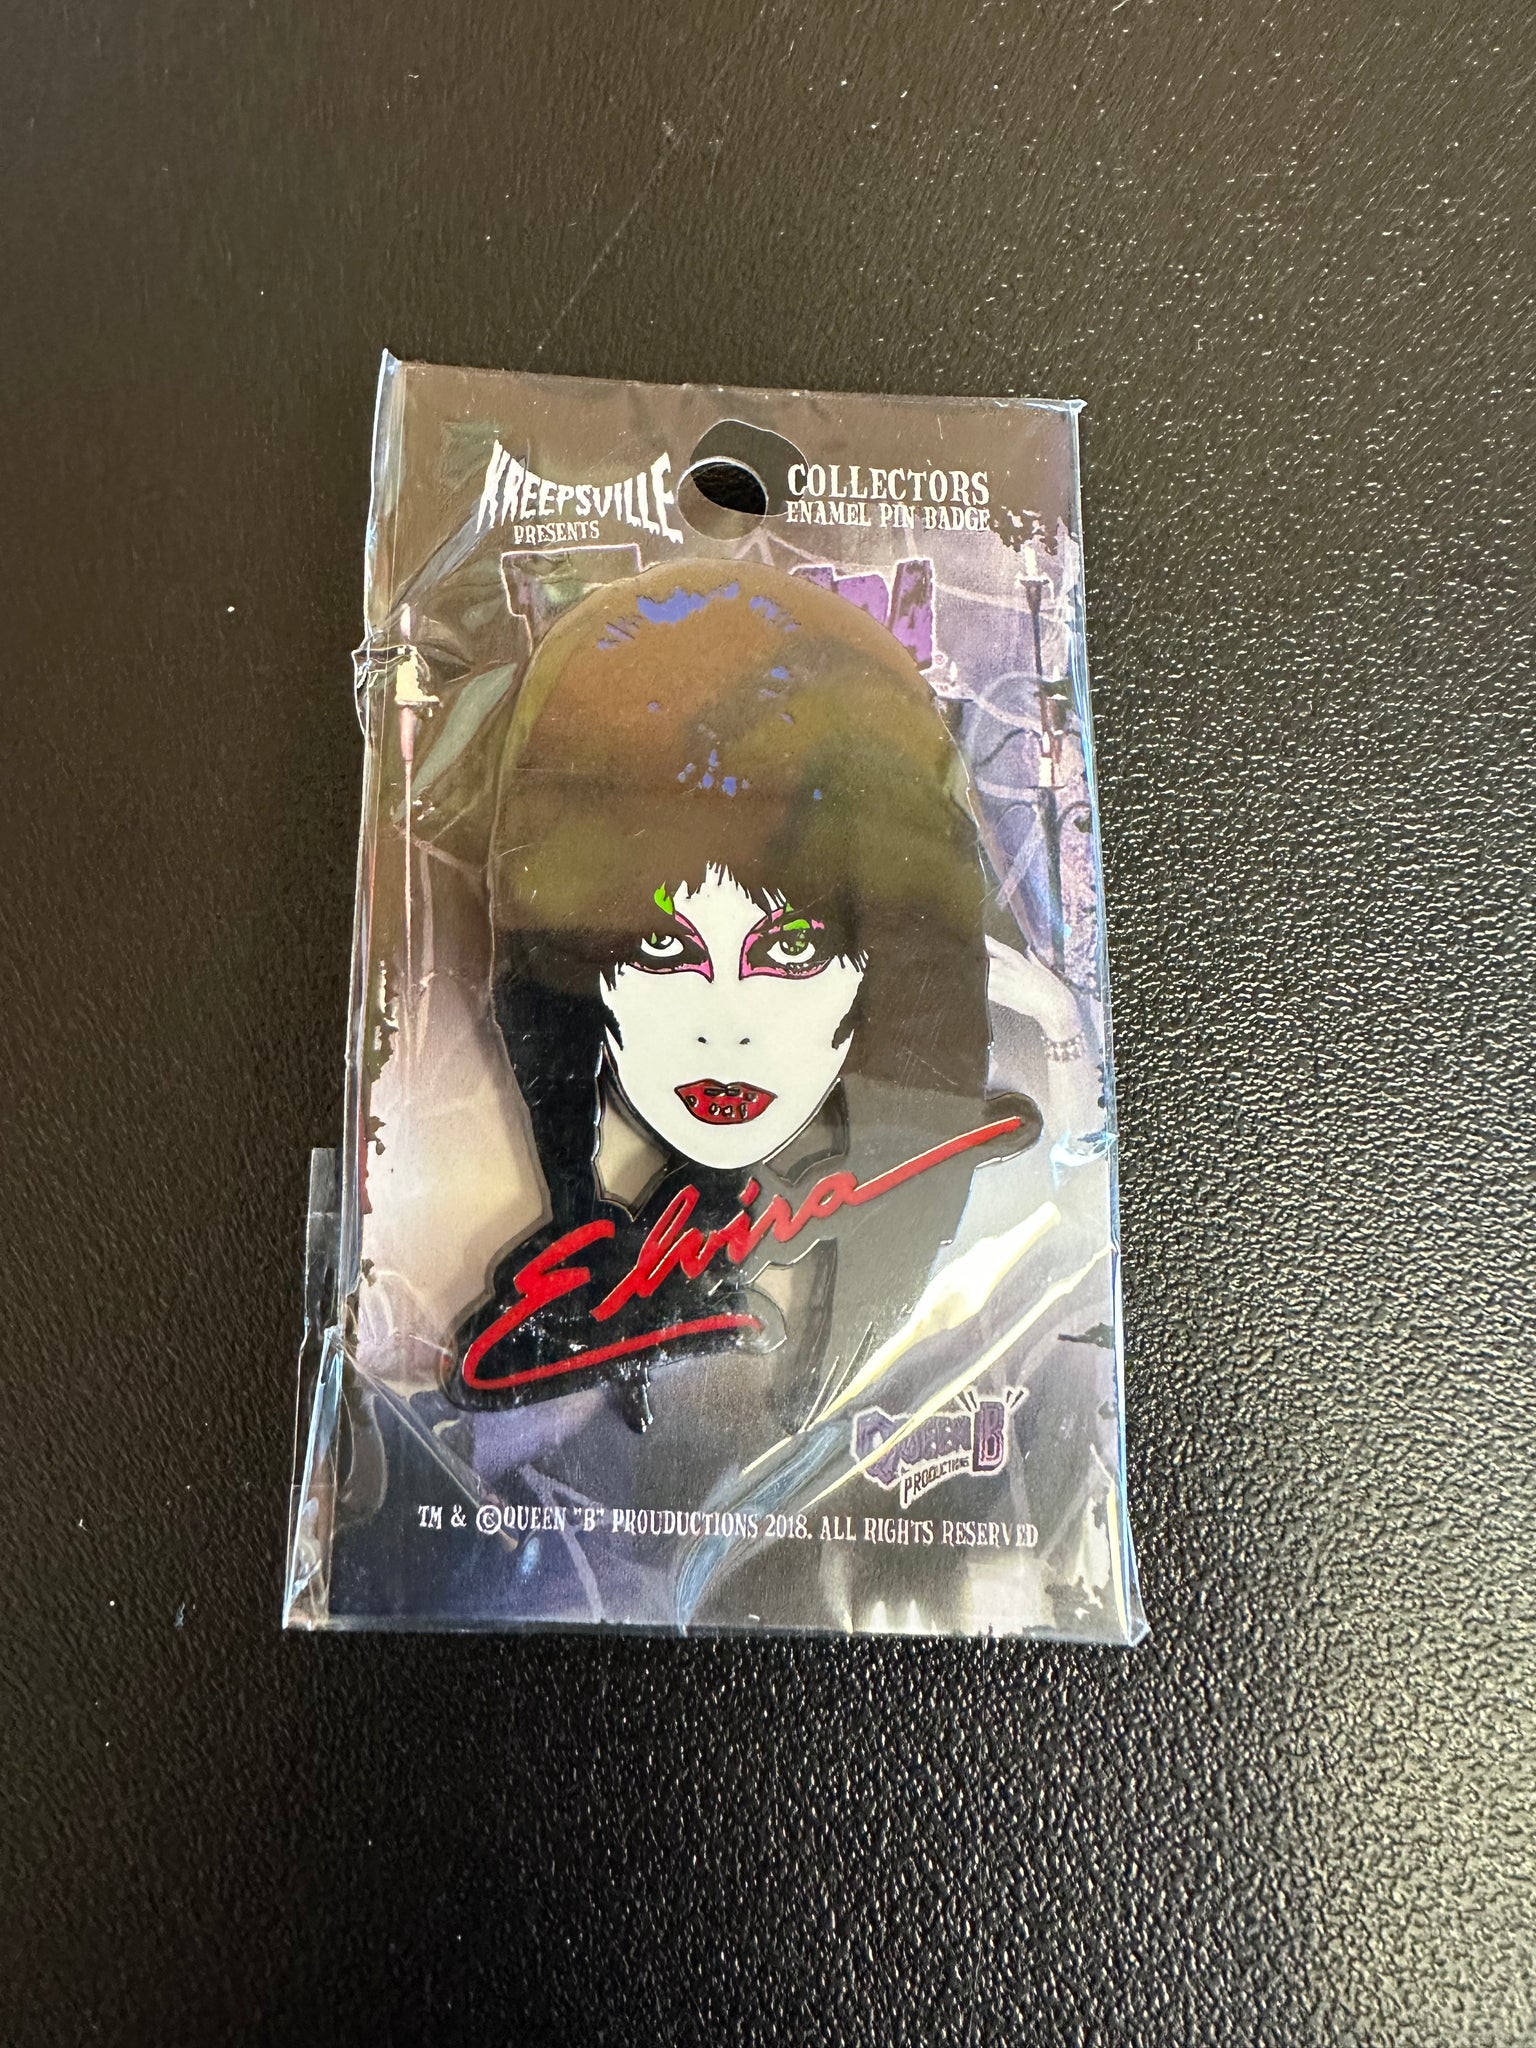 KREEPSVILLE
PRESENTS
COLLECTORS
ENAMEL PIN BADGE
Elvira
QUEEN "B"
PRODUCTIONS
TM & ©QUEEN "B" PROUDUCTIONS 2018. ALL RIGHTS RESERVED